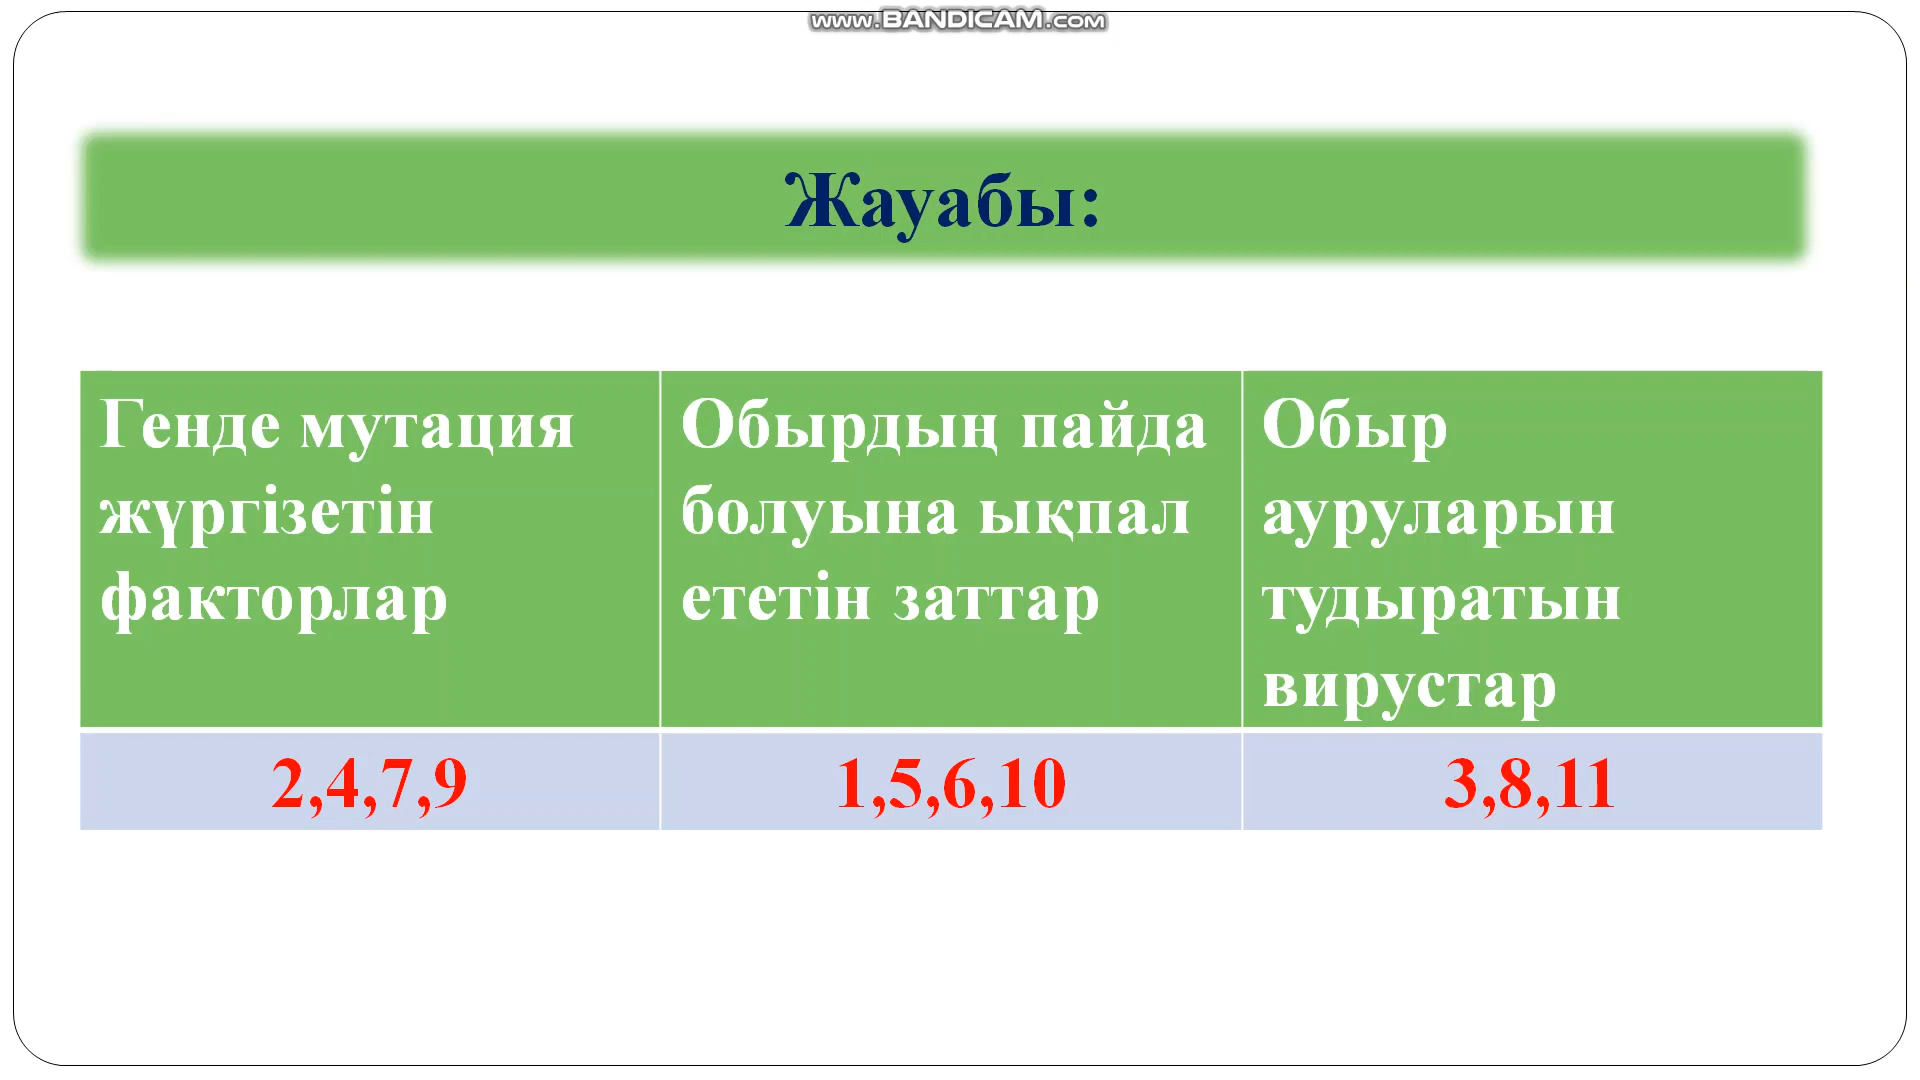 www.BANDICAM.com
Жауабы:
Генде мутация
жүргізетін
факторлар
Обырдың пайда
болуына ықпал
ететін заттар
Обыр
ауруларын
тудыратын
вирустар
2,4,7,9
1,5,6,10
3,8,11